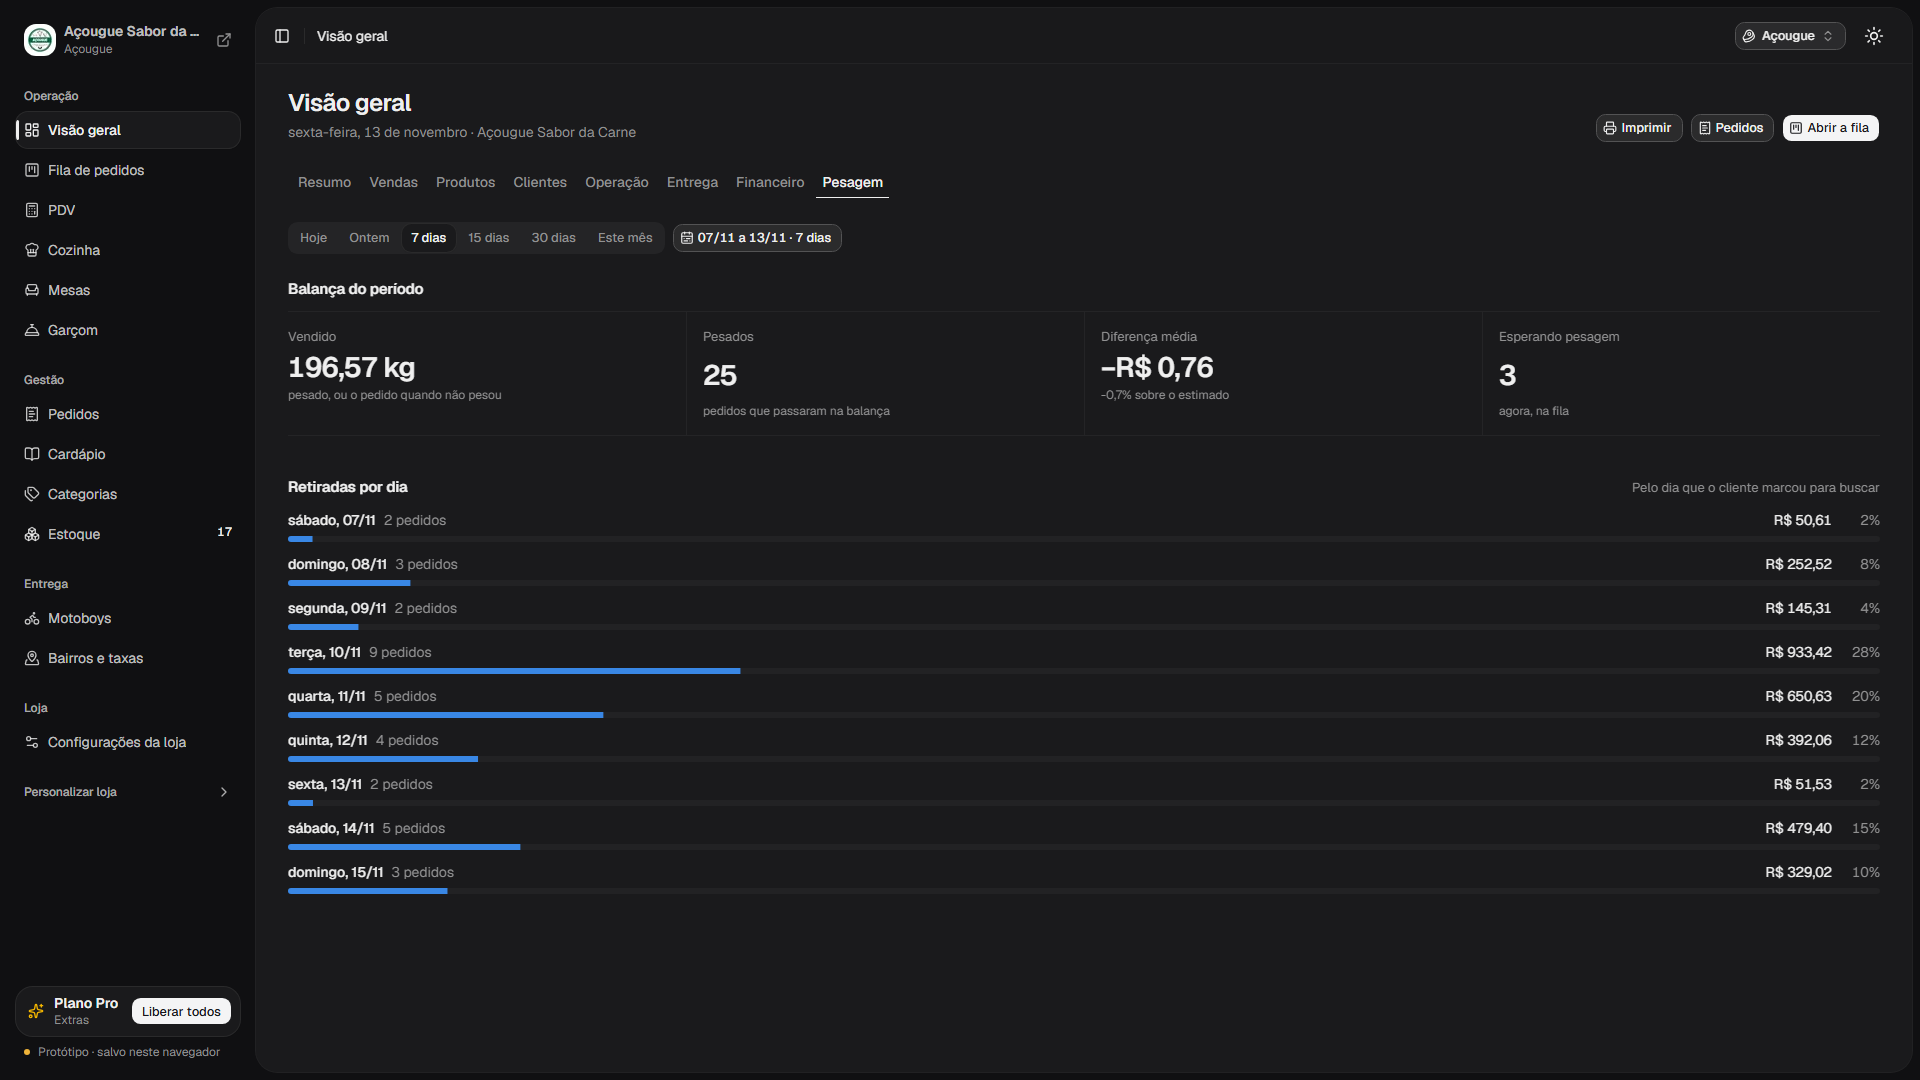 Açougue Sabor da ...
Açougue
Operação
Visão geral
Fila de pedidos
PDV
Cozinha
Mesas
Garçom
Gestão
Pedidos
Cardápio
Categorias
Estoque 17
Entrega
Motoboys
Bairros e taxas
Loja
Configurações da loja
Personalizar loja
Plano Pro
Extras
Liberar todos
Protótipo · salvo neste navegador
Visão geral
Açougue
Visão geral
sexta-feira, 13 de novembro · Açougue Sabor da Carne
Imprimir Pedidos Abrir a fila
Resumo Vendas Produtos Clientes Operação Entrega Financeiro Pesagem
Hoje Ontem 7 dias 15 dias 30 dias Este mês 07/11 a 13/11 · 7 dias
Balança do período
Vendido
196,57 kg
pesado, ou o pedido quando não pesou
Pesados
25
pedidos que passaram na balança
Diferença média
–R$ 0,76
-0,7% sobre o estimado
Esperando pesagem
3
agora, na fila
Retiradas por dia Pelo dia que o cliente marcou para buscar
sábado, 07/11 2 pedidos R$ 50,61 2%
domingo, 08/11 3 pedidos R$ 252,52 8%
segunda, 09/11 2 pedidos R$ 145,31 4%
terça, 10/11 9 pedidos R$ 933,42 28%
quarta, 11/11 5 pedidos R$ 650,63 20%
quinta, 12/11 4 pedidos R$ 392,06 12%
sexta, 13/11 2 pedidos R$ 51,53 2%
sábado, 14/11 5 pedidos R$ 479,40 15%
domingo, 15/11 3 pedidos R$ 329,02 10%